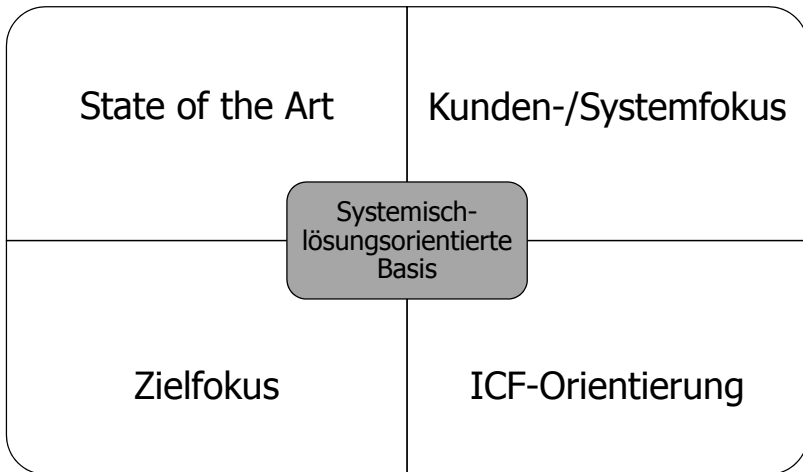 State of the Art
Kunden-/Systemfokus
Systemisch-
lösungsorientierte
Basis
Zielfokus
ICF-Orientierung